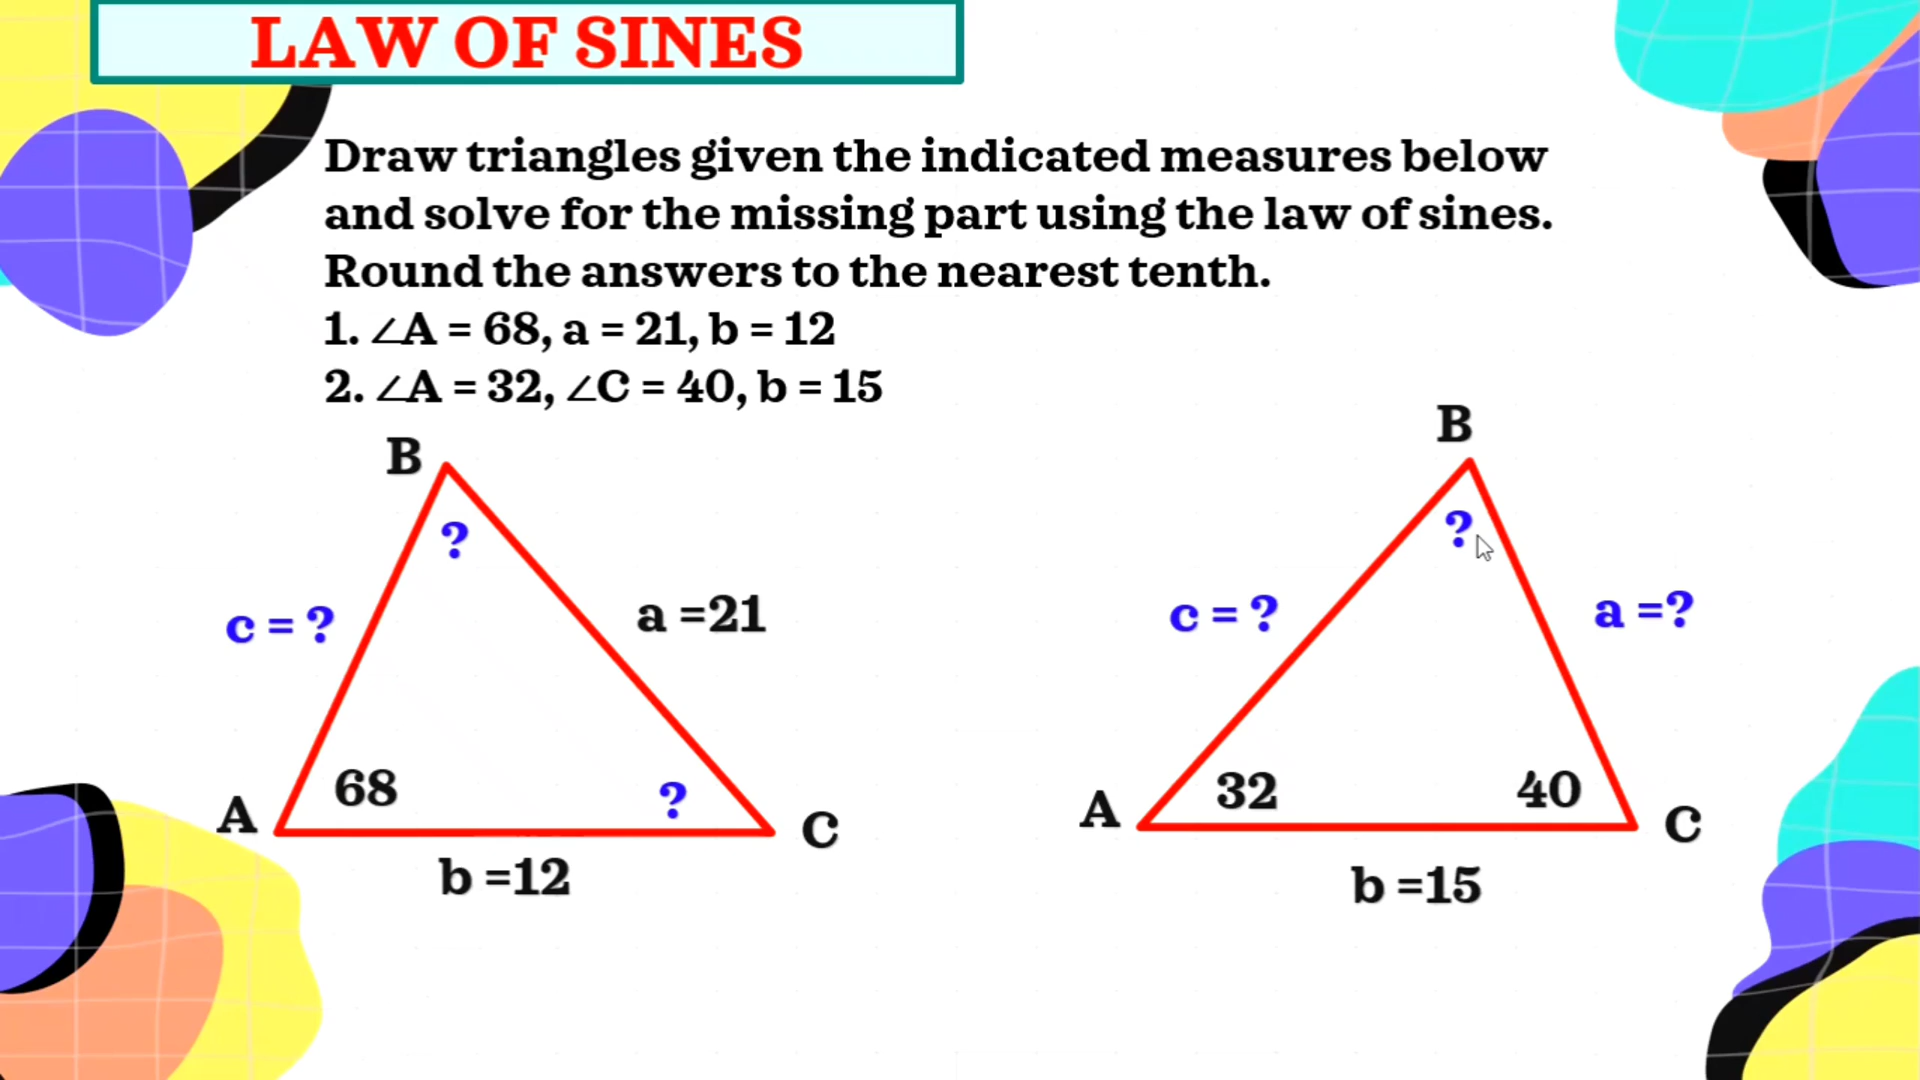 LAW OF SINES
Draw triangles given the indicated measures below
and solve for the missing part using the law of sines.
Round the answers to the nearest tenth.
1. ∠A = 68, a = 21, b = 12
2. ∠A = 32, ∠C = 40, b = 15
B
?
c = ?
a =21
A
68
?
C
b =12
B
?
c = ?
a =?
A
32
40
C
b =15